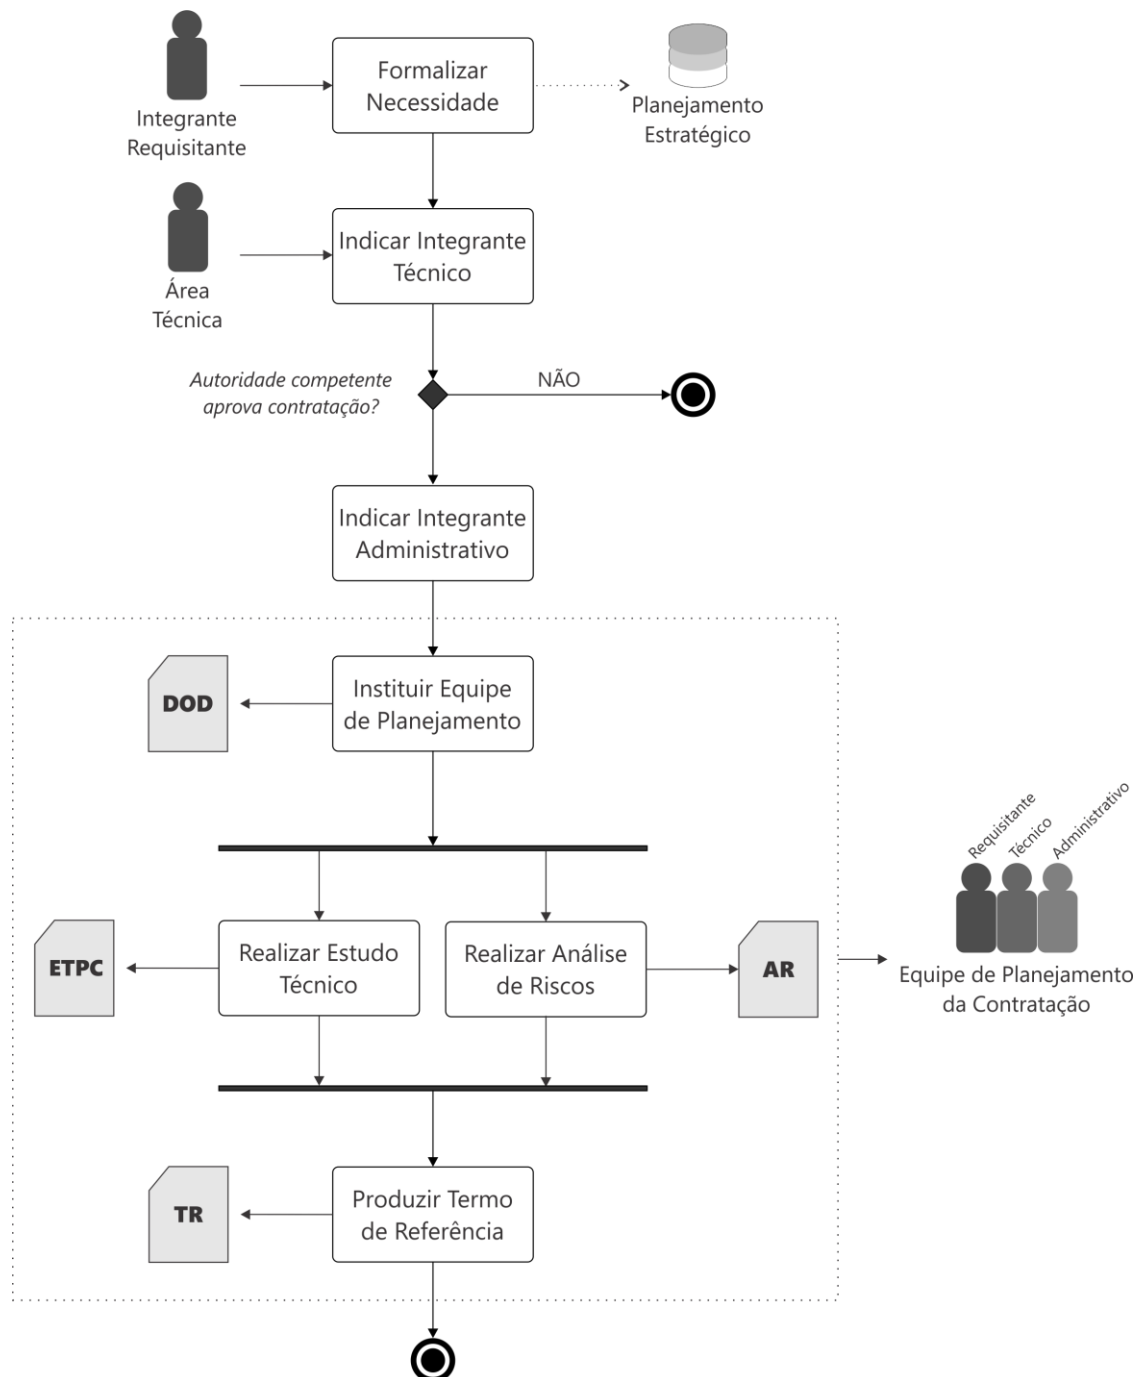 Formalizar
Necessidade
Integrante
Requisitante
Planejamento
Estratégico
Indicar Integrante
Técnico
Área
Técnica
Autoridade competente
aprova contratação?
NÃO
Indicar Integrante
Administrativo
DOD
Instituir Equipe
de Planejamento
Requisitante
Técnico
Administrativo
ETPC
Realizar Estudo
Técnico
Realizar Análise
de Riscos
AR
Equipe de Planejamento
da Contratação
TR
Produzir Termo
de Referência